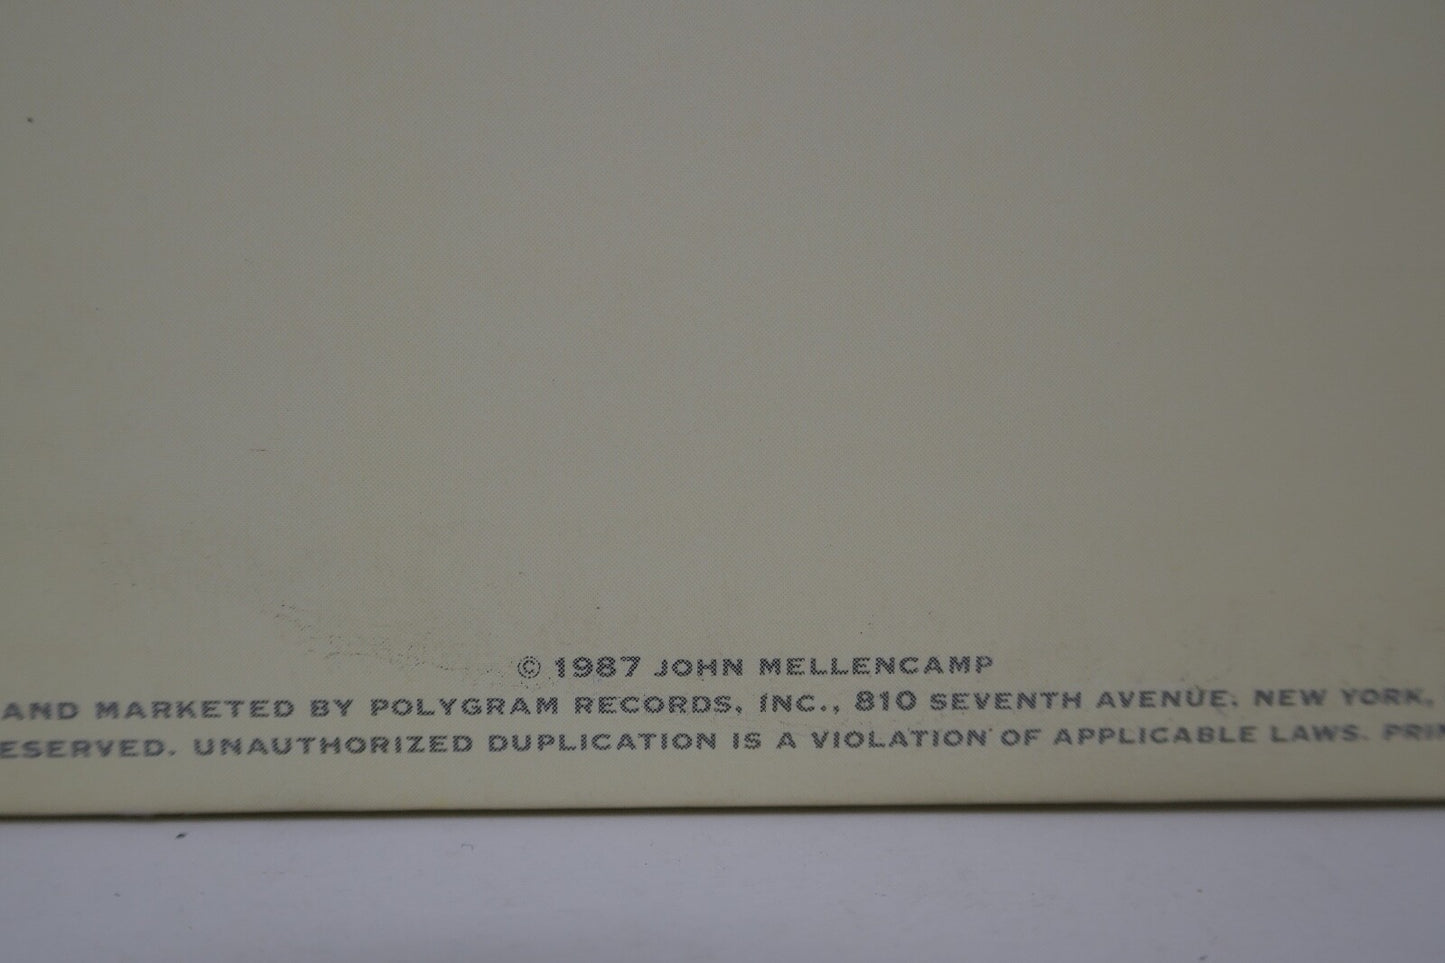 © 1987 JOHN MELLENCAMP
AND MARKETED BY POLYGRAM RECORDS, INC., 810 SEVENTH AVENUE, NEW YORK,
ESERVED. UNAUTHORIZED DUPLICATION IS A VIOLATION OF APPLICABLE LAWS. PRIN